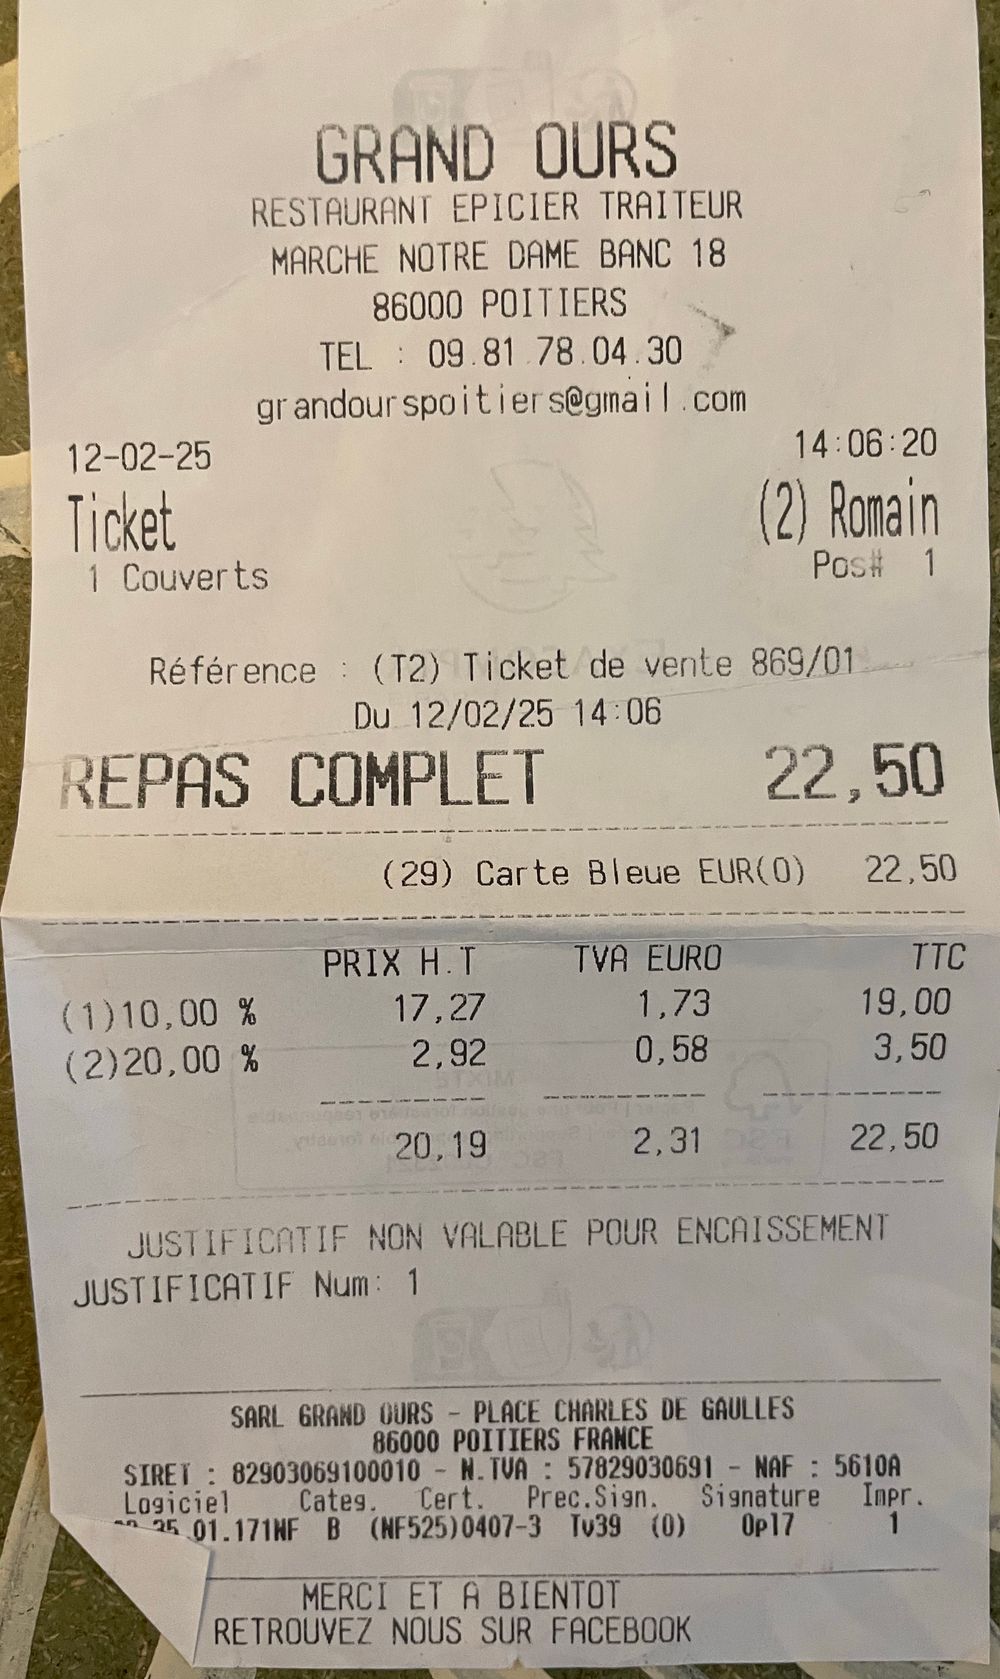 GRAND OURS
RESTAURANT EPICIER TRAITEUR
MARCHE NOTRE DAME BANC 18
86000 POITIERS
TEL : 09.81.78.04.30
grandourspoitiers@gmail.com
12-02-25 14:06:20
Ticket (2) Romain
1 Couverts Pos# 1
Référence : (T2) Ticket de vente 869/01
Du 12/02/25 14:06
REPAS COMPLET 22,50
(29) Carte Bleue EUR(0) 22,50
PRIX H.T TVA EURO TTC
(1)10,00 % 17,27 1,73 19,00
(2)20,00 % 2,92 0,58 3,50
20,19 2,31 22,50
JUSTIFICATIF NON VALABLE POUR ENCAISSEMENT
JUSTIFICATIF Num: 1
SARL GRAND OURS - PLACE CHARLES DE GAULLES
86000 POITIERS FRANCE
SIRET : 82903069100010 - N.TVA : 57829030691 - NAF : 5610A
Logiciel Categ. Cert. Prec.Sign. Signature Impr.
01.171NF B (NF525)0407-3 Tv39 (0) Op17 1
MERCI ET A BIENTOT
RETROUVEZ NOUS SUR FACEBOOK